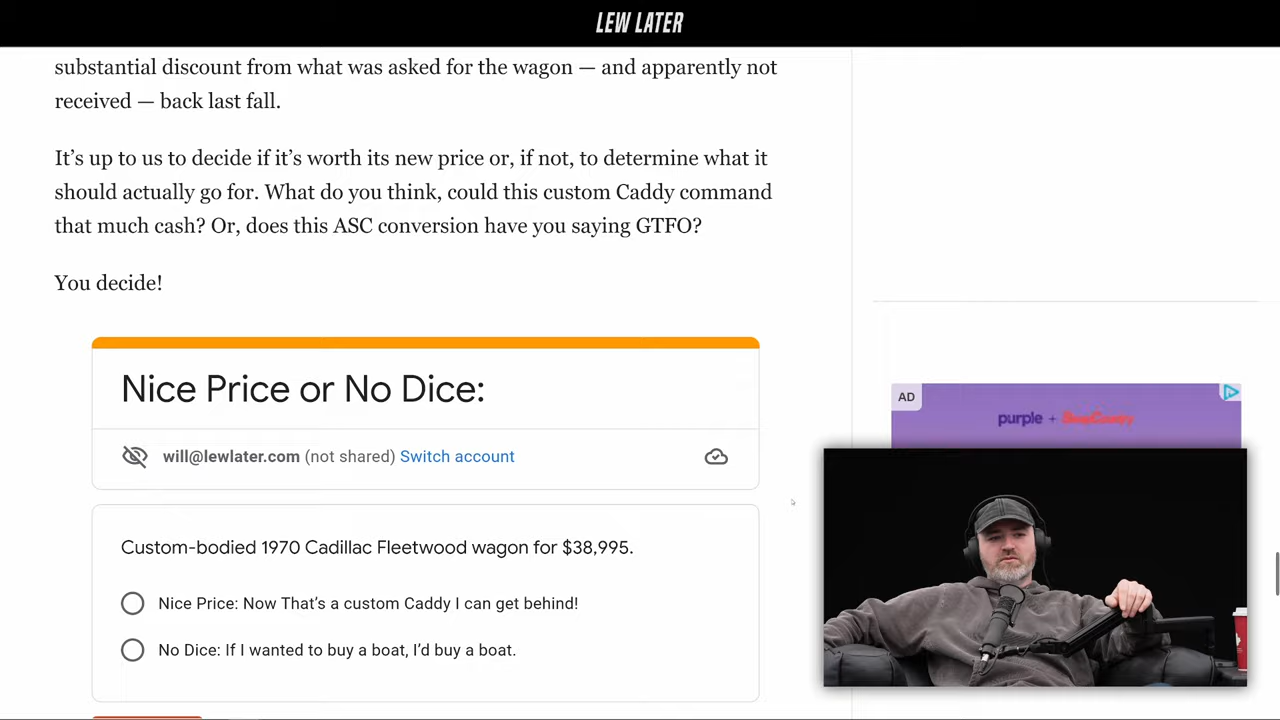 LEW LATER
substantial discount from what was asked for the wagon — and apparently not
received — back last fall.
It’s up to us to decide if it’s worth its new price or, if not, to determine what it
should actually go for. What do you think, could this custom Caddy command
that much cash? Or, does this ASC conversion have you saying GTFO?
You decide!
Nice Price or No Dice:
will@lewlater.com (not shared) Switch account
Custom-bodied 1970 Cadillac Fleetwood wagon for $38,995.
Nice Price: Now That’s a custom Caddy I can get behind!
No Dice: If I wanted to buy a boat, I’d buy a boat.
AD
purple +